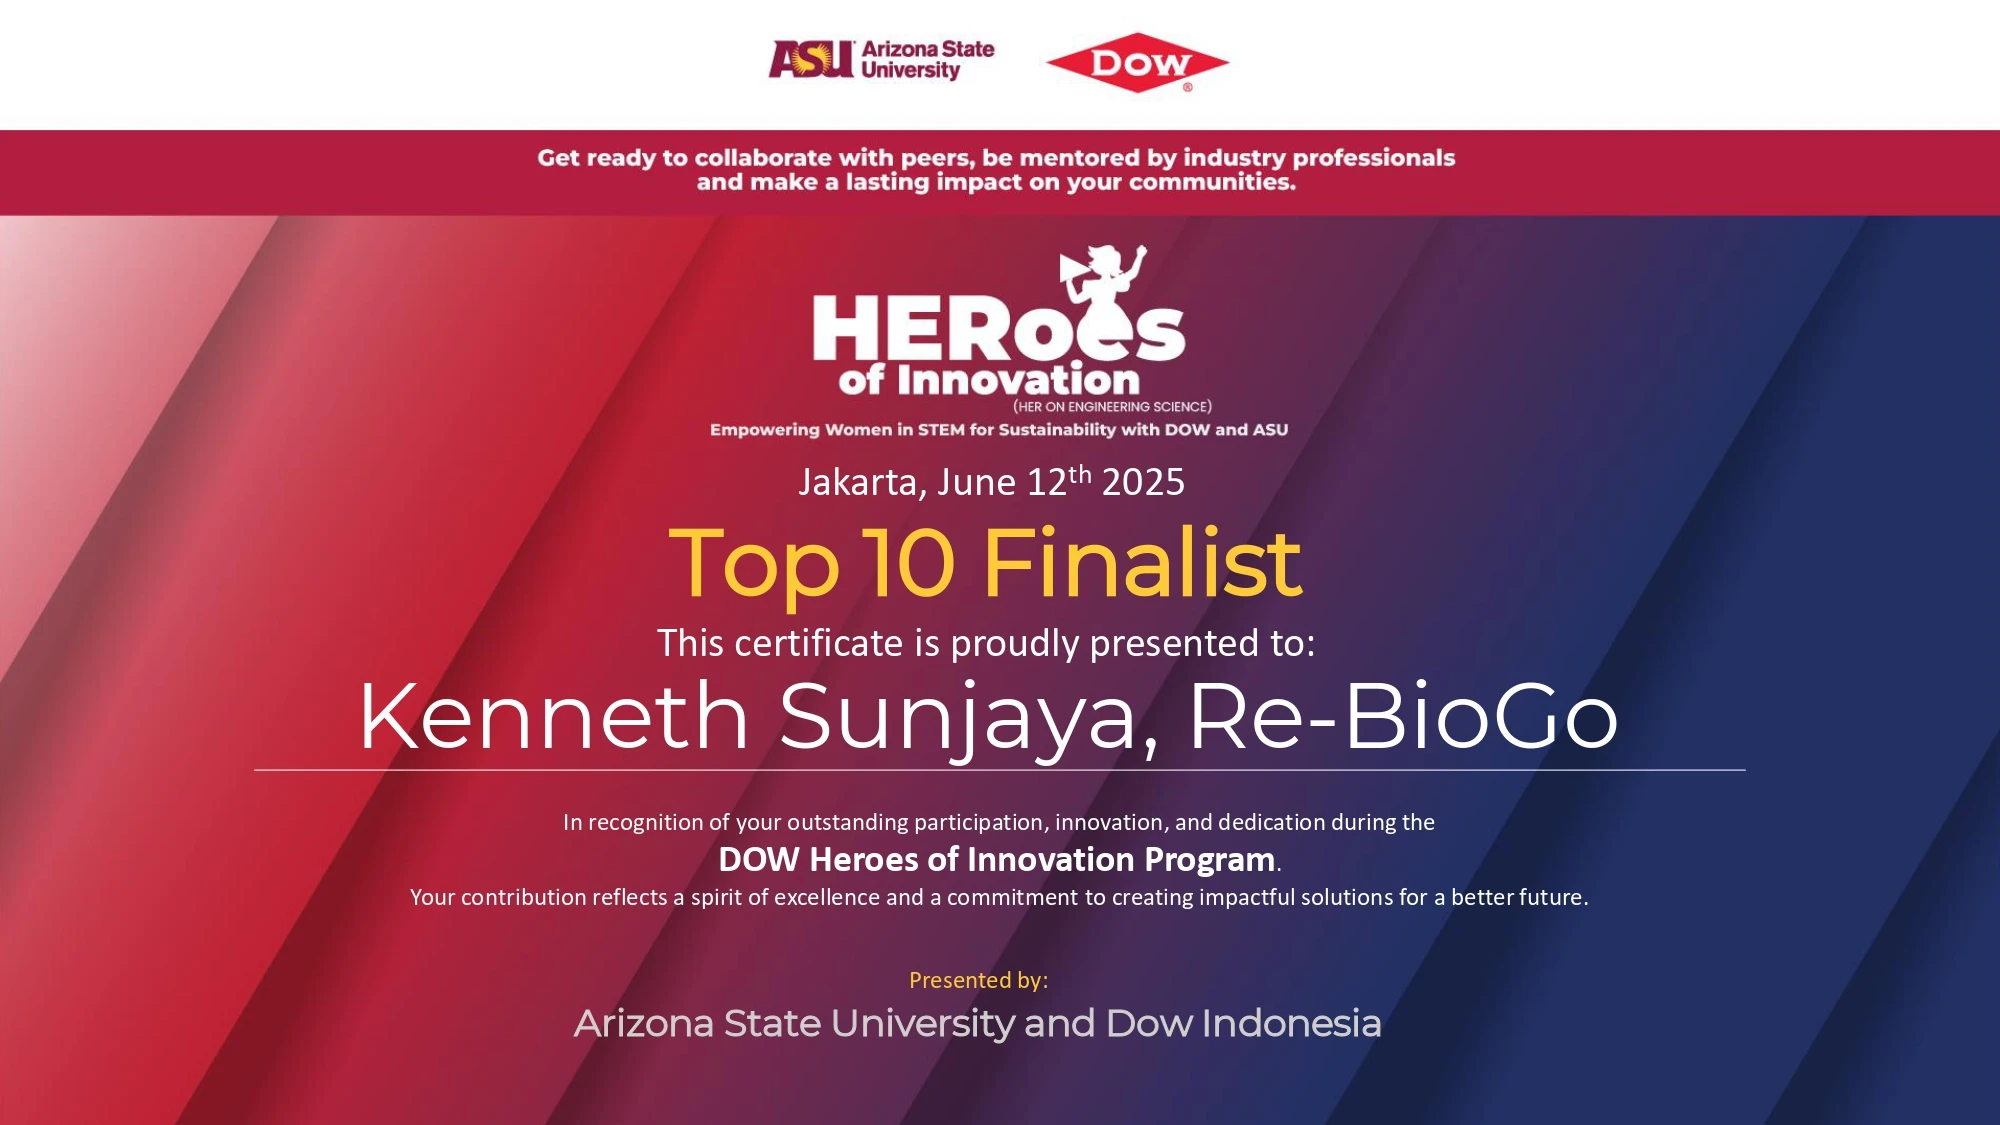 ASU Arizona State University
DOW ®
Get ready to collaborate with peers, be mentored by industry professionals
and make a lasting impact on your communities.
HERoes
of Innovation
(HER ON ENGINEERING SCIENCE)
Empowering Women in STEM for Sustainability with DOW and ASU
Jakarta, June 12th 2025
Top 10 Finalist
This certificate is proudly presented to:
Kenneth Sunjaya, Re-BioGo
In recognition of your outstanding participation, innovation, and dedication during the
DOW Heroes of Innovation Program.
Your contribution reflects a spirit of excellence and a commitment to creating impactful solutions for a better future.
Presented by:
Arizona State University and Dow Indonesia